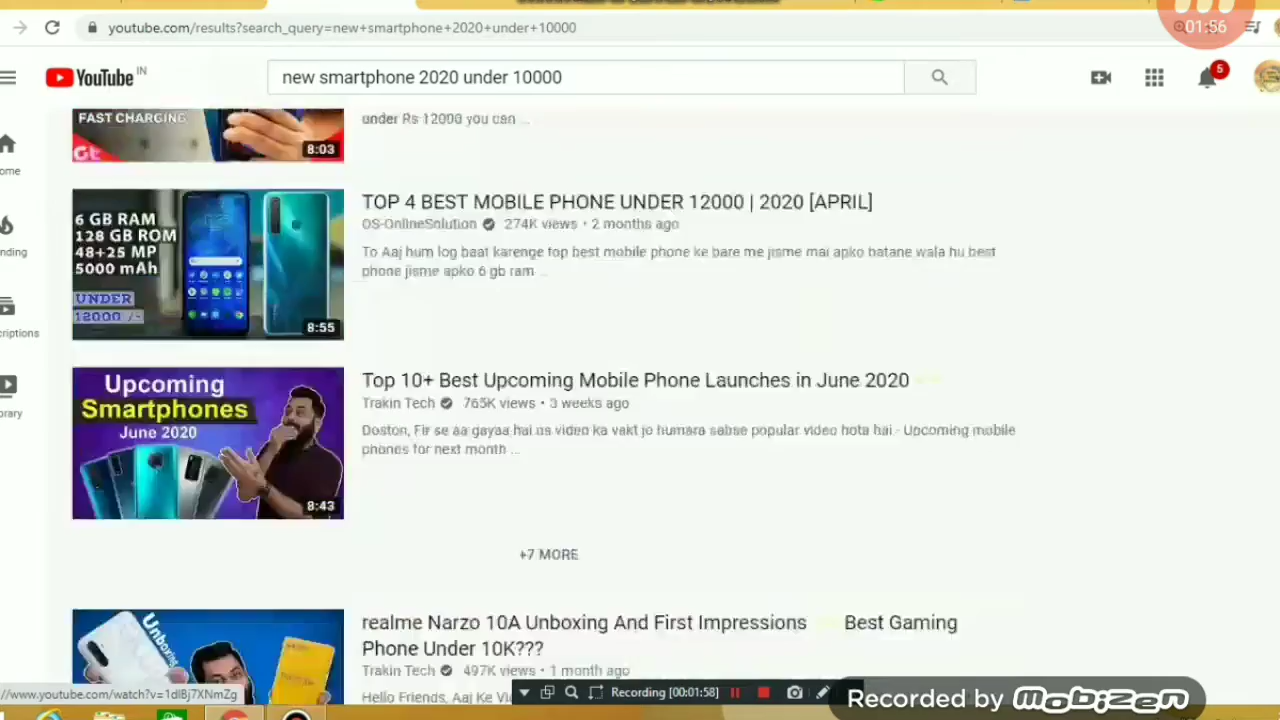 youtube.com/results?search_query=new+smartphone+2020+under+10000
01:56
YouTube IN
new smartphone 2020 under 10000
5
FAST CHARGING
8:03
under Rs 12000 you can ...
ome
TOP 4 BEST MOBILE PHONE UNDER 12000 | 2020 [APRIL]
OS-OnlineSolution 274K views • 2 months ago
To Aaj hum log baat karenge top best mobile phone ke bare me jisme mai apko batane wala hu best
phone jisme apko 6 gb ram ...
6 GB RAM
128 GB ROM
48+25 MP
5000 mAh
UNDER
12000 /-
8:55
nding
criptions
Top 10+ Best Upcoming Mobile Phone Launches in June 2020
Trakin Tech 765K views • 3 weeks ago
Doston, Fir se aa gayaa hai us video ka vakt jo humara sabse popular video hota hai - Upcoming mobile
phones for next month ...
Upcoming
Smartphones
June 2020
8:43
brary
+7 MORE
realme Narzo 10A Unboxing And First Impressions Best Gaming
Phone Under 10K???
Trakin Tech 497K views • 1 month ago
Hello Friends, Aaj Ke Vi
Unboxing
//www.youtube.com/watch?v=1dlBj7XNmZg
Recording [00:01:58]
Recorded by MOBIZEN